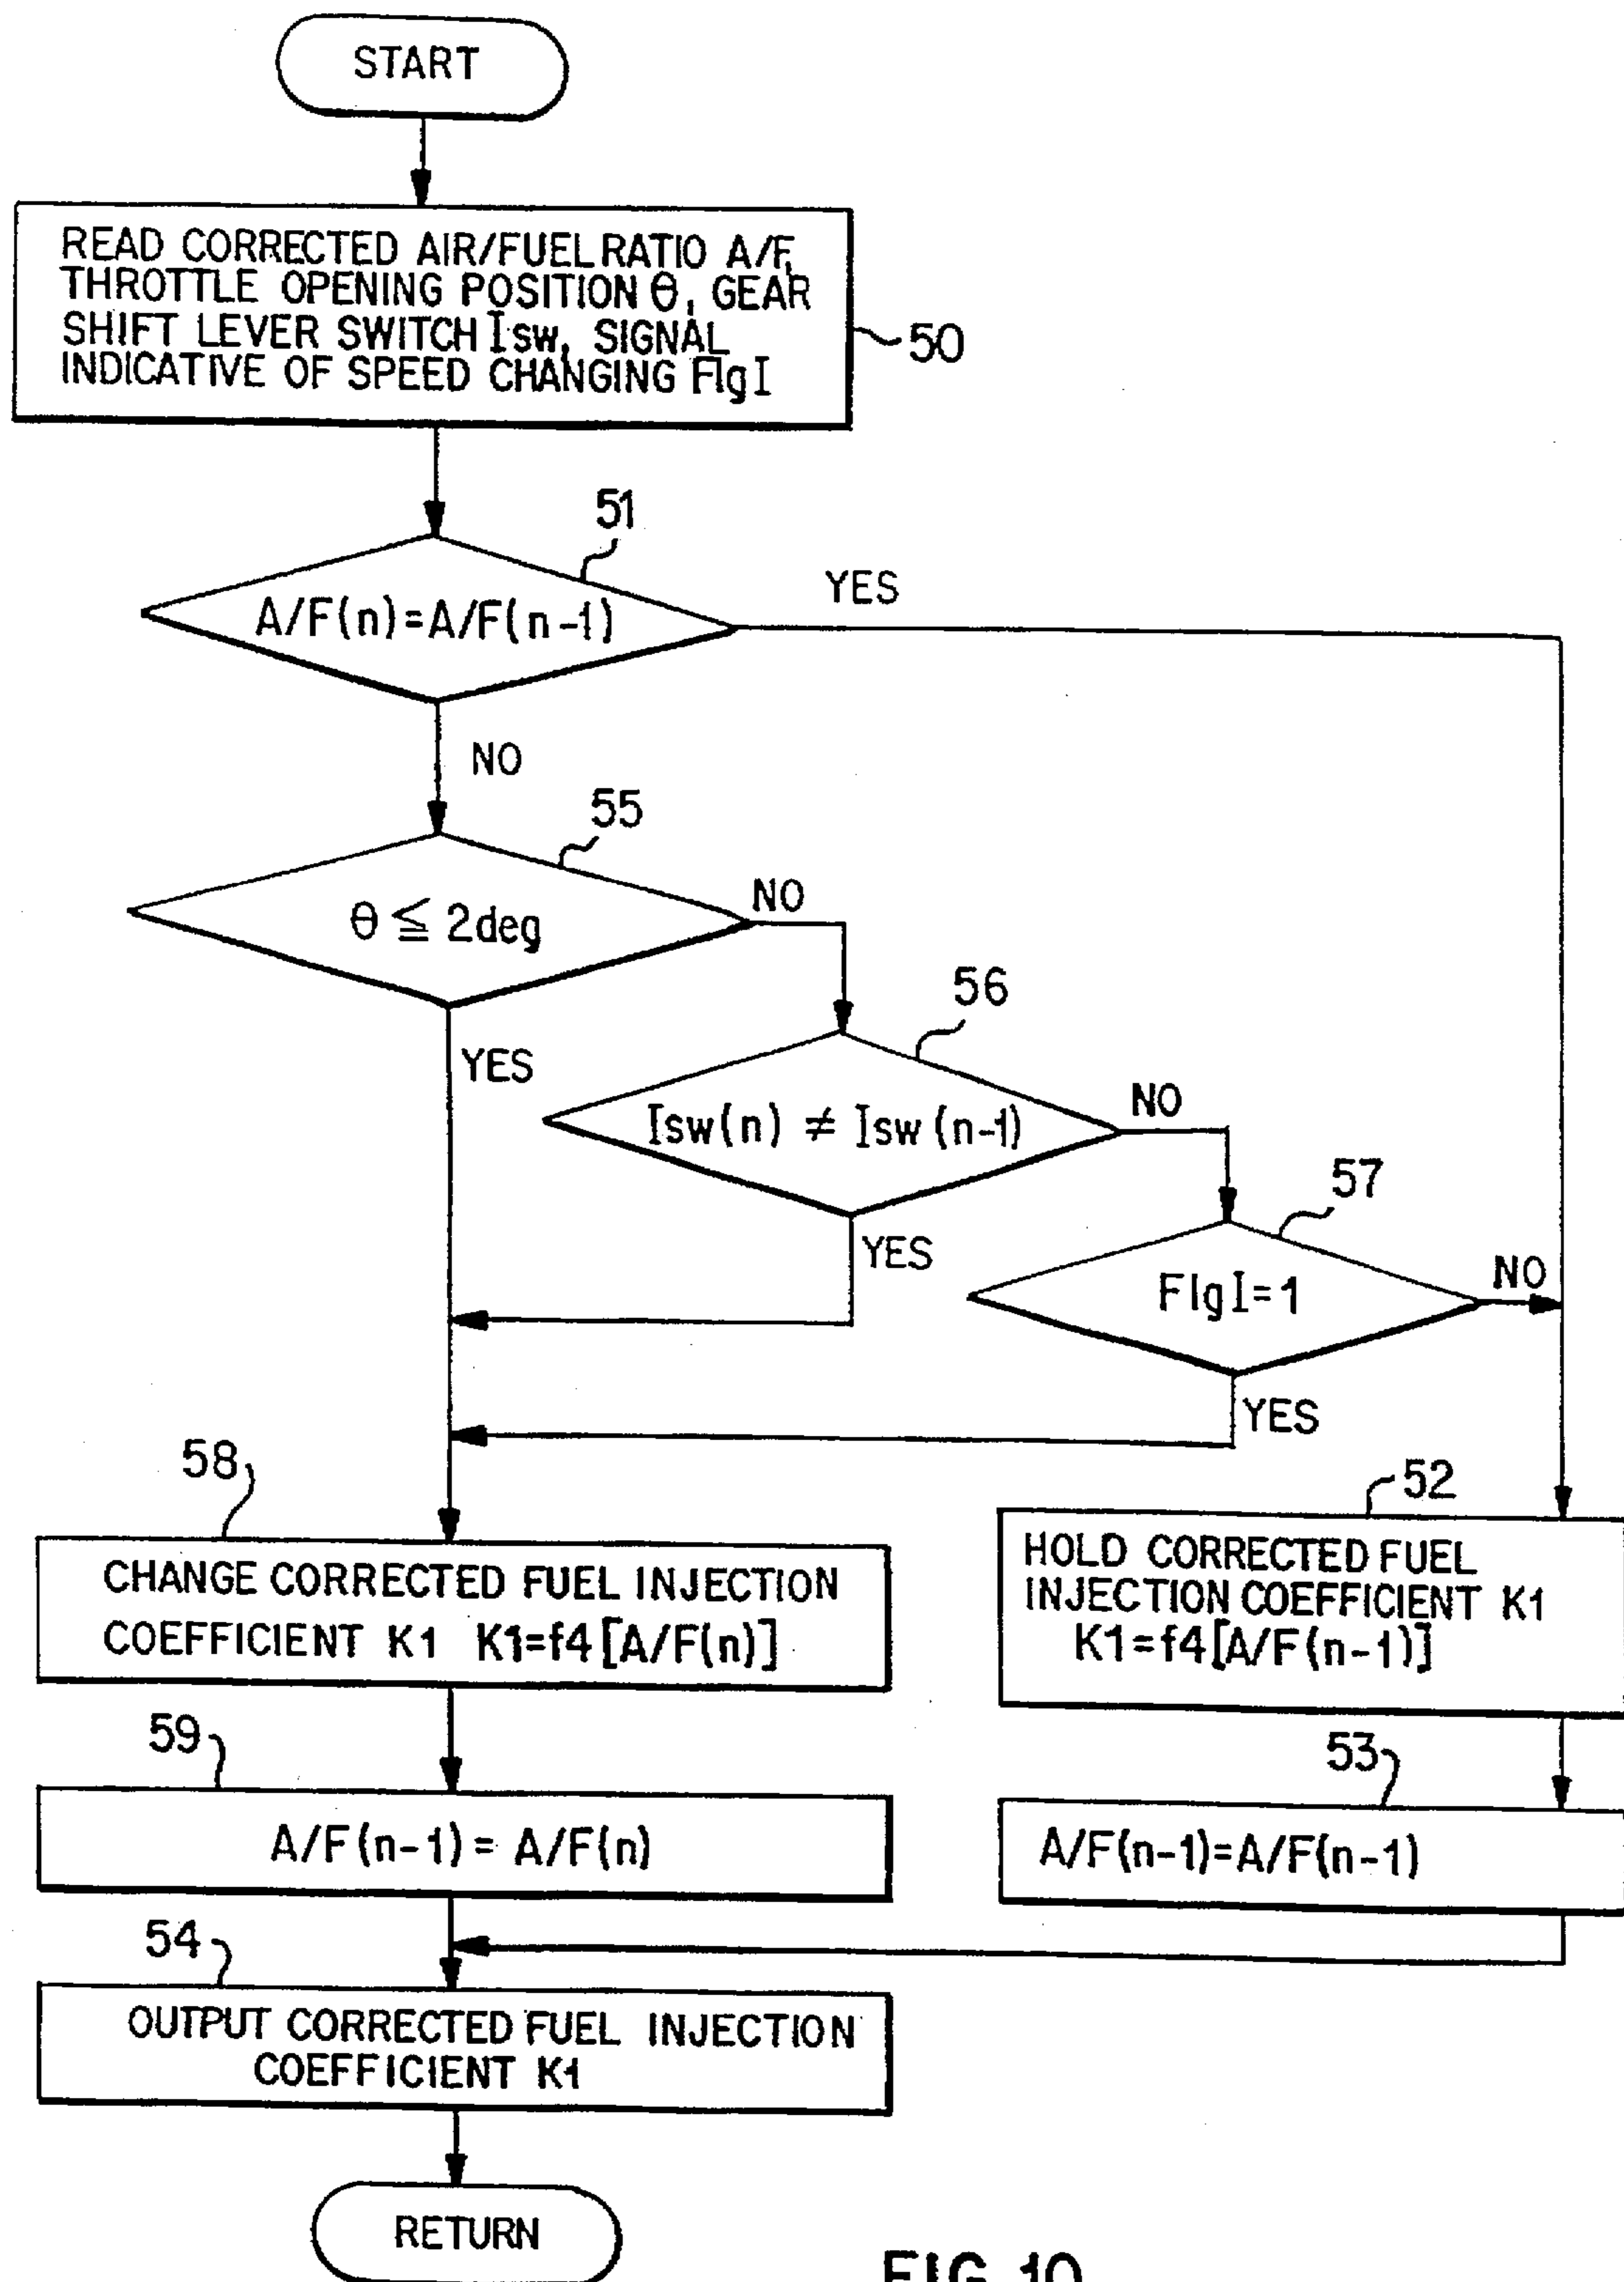 START
READ CORRECTED AIR/FUEL RATIO A/F,
THROTTLE OPENING POSITION θ, GEAR
SHIFT LEVER SWITCH Isw, SIGNAL
INDICATIVE OF SPEED CHANGING FlgI
50
51
A/F(n)=A/F(n-1)
YES
NO
55
θ ≦ 2deg
NO
YES
56
Isw(n) ≠ Isw(n-1)
NO
YES
57
FlgI=1
NO
YES
58
CHANGE CORRECTED FUEL INJECTION
COEFFICIENT K1 K1=f4[A/F(n)]
52
HOLD CORRECTED FUEL
INJECTION COEFFICIENT K1
K1=f4[A/F(n-1)]
59
A/F(n-1)= A/F(n)
53
A/F(n-1)=A/F(n-1)
54
OUTPUT CORRECTED FUEL INJECTION
COEFFICIENT K1
RETURN
FIG. 10